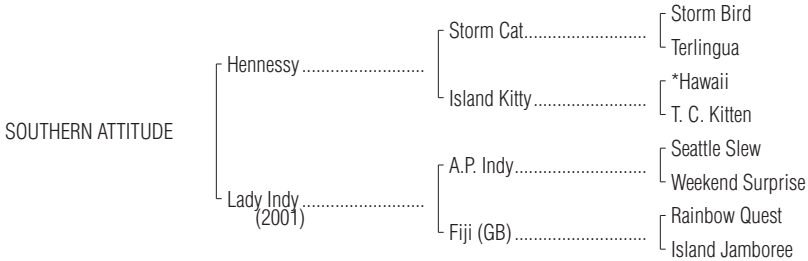 Storm Bird
Storm Cat........................
Terlingua
Hennessy ........................
*Hawaii
Island Kitty......................
T. C. Kitten
SOUTHERN ATTITUDE
Seattle Slew
A.P. Indy..........................
Weekend Surprise
Lady Indy ........................
(2001)
Rainbow Quest
Fiji (GB) ..........................
Island Jamboree